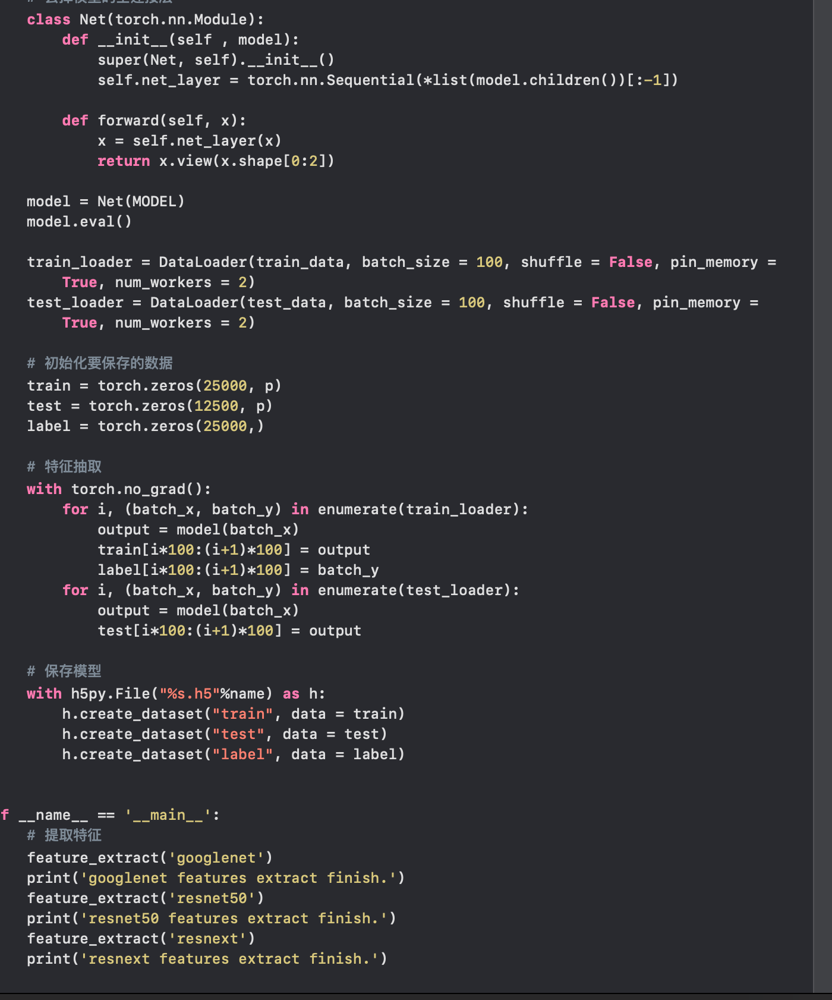 class Net(torch.nn.Module):
def __init__(self , model):
super(Net, self).__init__()
self.net_layer = torch.nn.Sequential(*list(model.children())[:-1])
def forward(self, x):
x = self.net_layer(x)
return x.view(x.shape[0:2])
model = Net(MODEL)
model.eval()
train_loader = DataLoader(train_data, batch_size = 100, shuffle = False, pin_memory =
True, num_workers = 2)
test_loader = DataLoader(test_data, batch_size = 100, shuffle = False, pin_memory =
True, num_workers = 2)
# 初始化要保存的数据
train = torch.zeros(25000, p)
test = torch.zeros(12500, p)
label = torch.zeros(25000,)
# 特征抽取
with torch.no_grad():
for i, (batch_x, batch_y) in enumerate(train_loader):
output = model(batch_x)
train[i*100:(i+1)*100] = output
label[i*100:(i+1)*100] = batch_y
for i, (batch_x, batch_y) in enumerate(test_loader):
output = model(batch_x)
test[i*100:(i+1)*100] = output
# 保存模型
with h5py.File("%s.h5"%name) as h:
h.create_dataset("train", data = train)
h.create_dataset("test", data = test)
h.create_dataset("label", data = label)
f __name__ == '__main__':
# 提取特征
feature_extract('googlenet')
print('googlenet features extract finish.')
feature_extract('resnet50')
print('resnet50 features extract finish.')
feature_extract('resnext')
print('resnext features extract finish.')